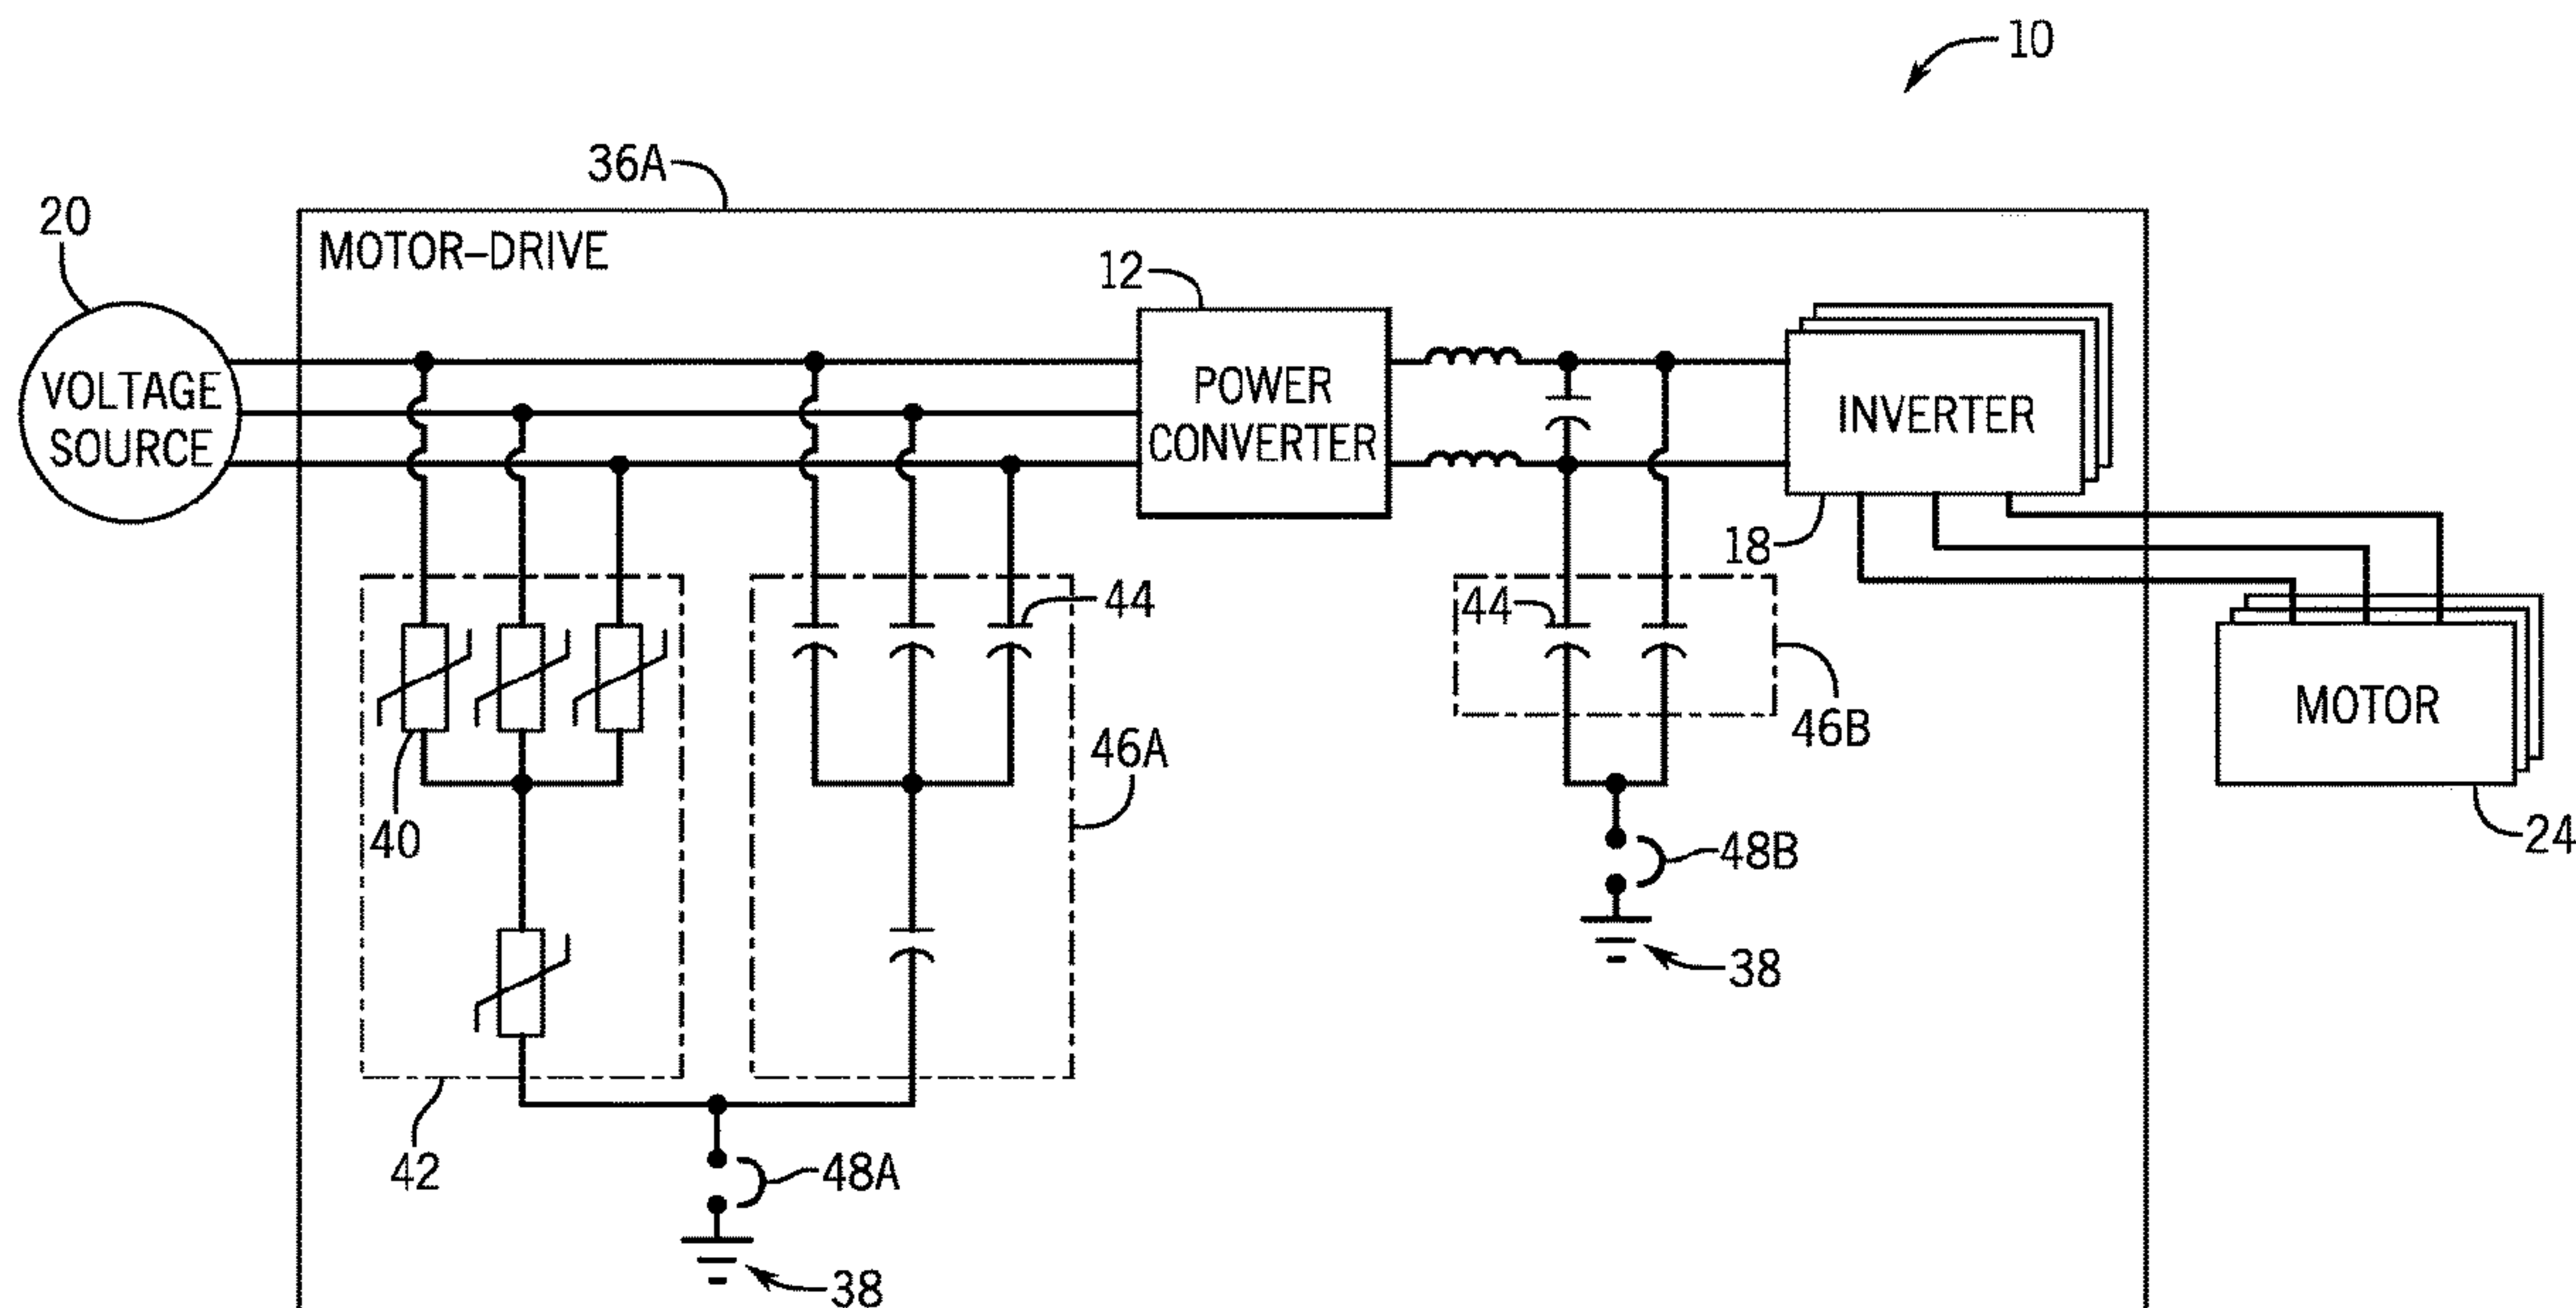 10
36A
20
MOTOR–DRIVE
12
VOLTAGE
SOURCE
POWER
CONVERTER
INVERTER
18
44
44
46A
46B
MOTOR
40
48B
24
38
42
48A
38